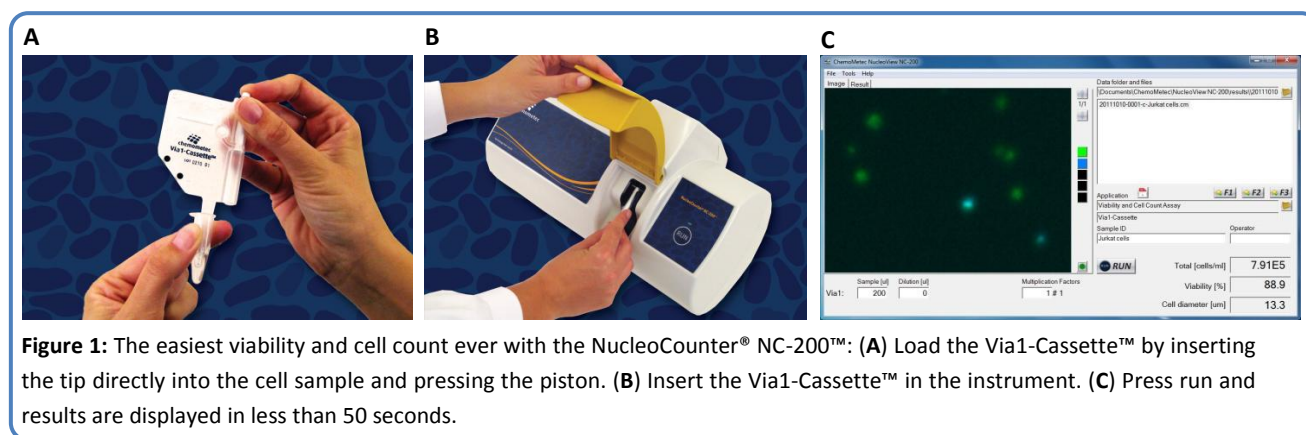 A
B
C
chemometec
Via1-Cassette™
RUN
ChemoMetec NucleoView NC-200
File Tools Help
Image Result
1/1
Data folder and files
20111010-0001-c-Jurkat cells.cm
Application
F1 F2 F3
Viability and Cell Count Assay
Via1-Cassette
Sample ID Operator
Jurkat cells
RUN
Total [cells/ml] 7.91E5
Viability [%] 88.9
Cell diameter [um] 13.3
Sample [ul] Dilution [ul] Multiplication Factors
Via1: 200 0 1 # 1
Figure 1: The easiest viability and cell count ever with the NucleoCounter® NC-200™: (A) Load the Via1-Cassette™ by inserting
the tip directly into the cell sample and pressing the piston. (B) Insert the Via1-Cassette™ in the instrument. (C) Press run and
results are displayed in less than 50 seconds.